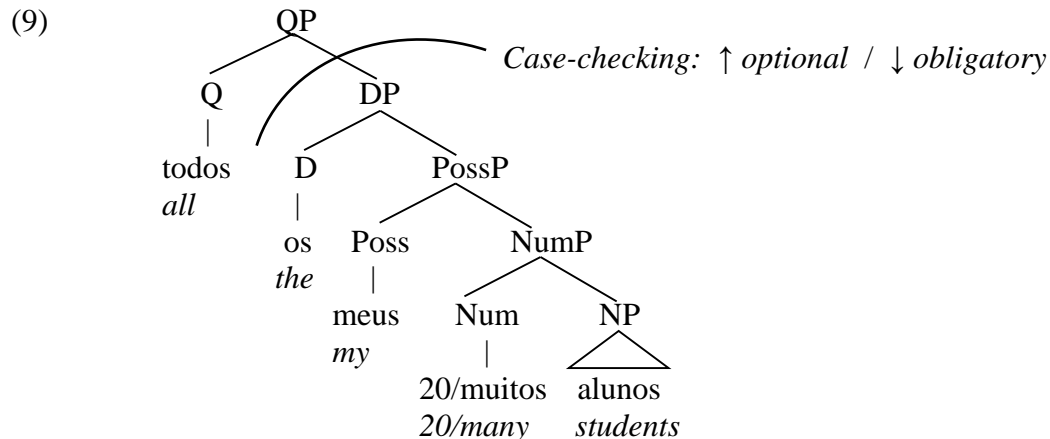 (9) QP
Case-checking: ↑ optional / ↓ obligatory
Q DP
|
todos D PossP
all |
os Poss NumP
the |
meus Num NP
my |
20/muitos alunos
20/many students